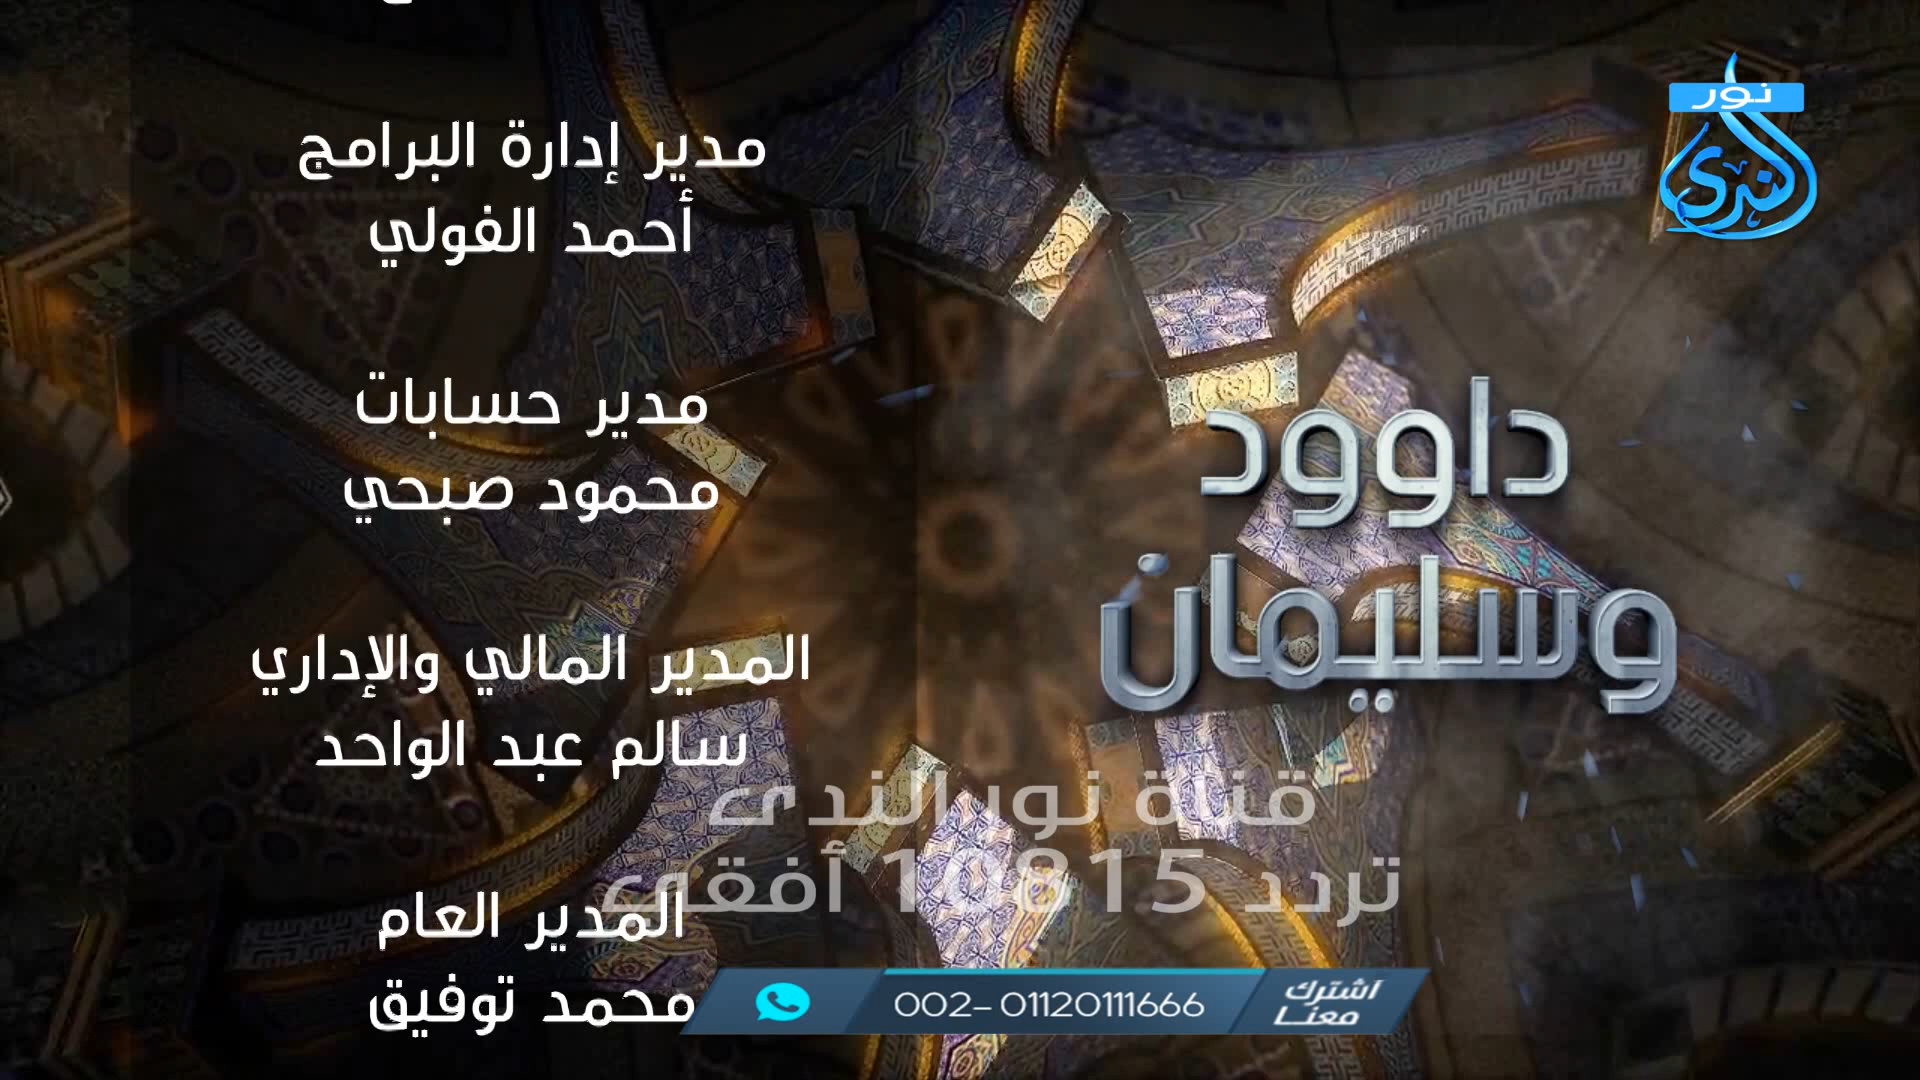 نور
الندى
مدير إدارة البرامج
أحمد الفولي
مدير حسابات
محمود صبحي
المدير المالي والإداري
سالم عبد الواحد
المدير العام
محمد توفيق
داوود
وسليمان
قناة نور الندى
تردد 10815 أفقى
اشترك معنا
002-01120111666